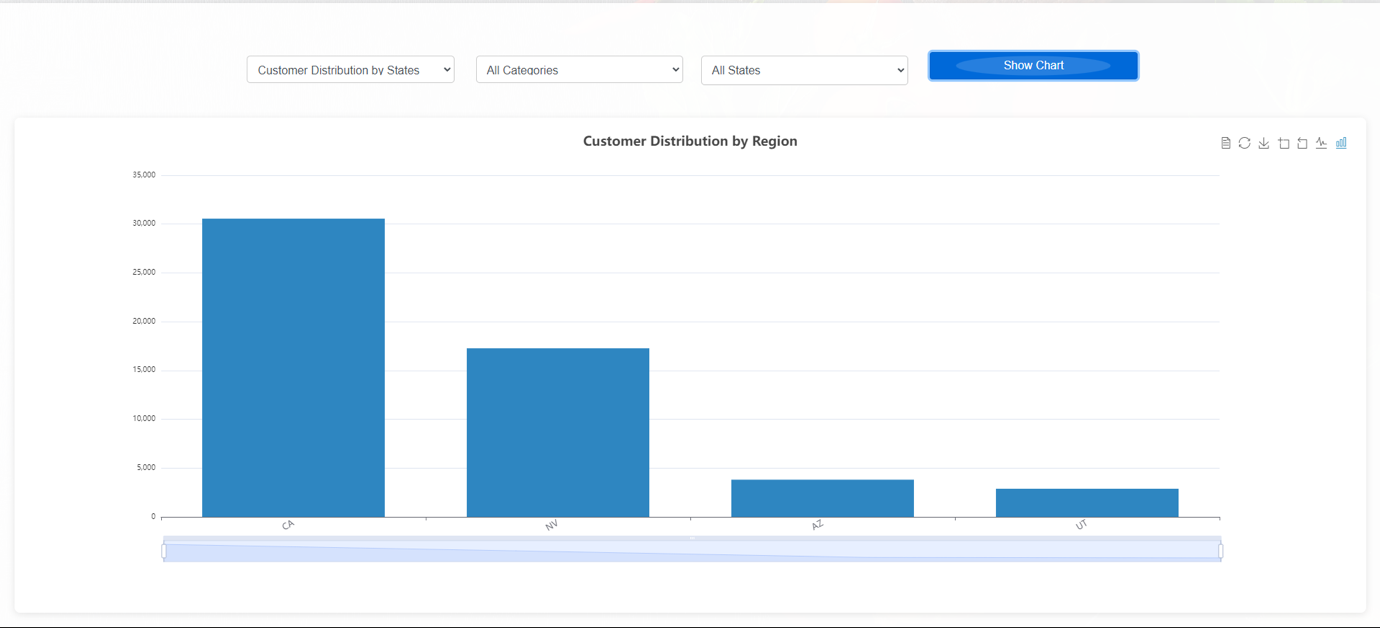 Customer Distribution by States All Categories All States Show Chart
Customer Distribution by Region
35,000
30,000
25,000
20,000
15,000
10,000
5,000
0
CA NV AZ UT